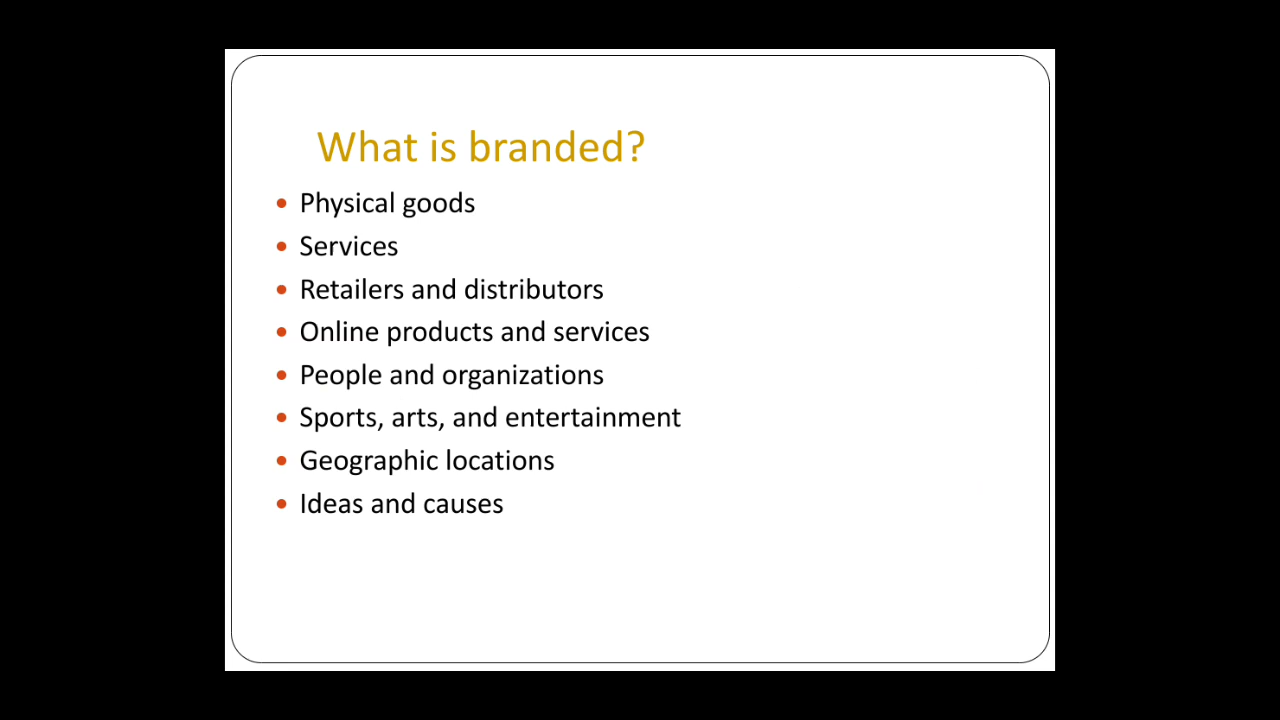 What is branded?
• Physical goods
• Services
• Retailers and distributors
• Online products and services
• People and organizations
• Sports, arts, and entertainment
• Geographic locations
• Ideas and causes